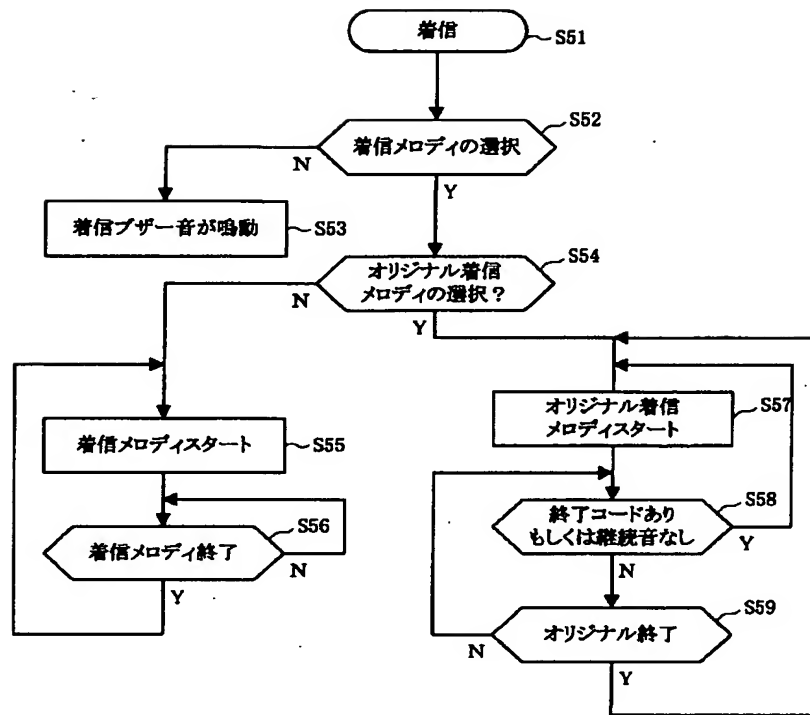 着信
S51
着信メロディの選択
S52
N
Y
着信ブザー音が鳴動
S53
オリジナル着信
メロディの選択？
S54
N
Y
着信メロディスタート
S55
オリジナル着信
メロディスタート
S57
着信メロディ終了
S56
N
Y
終了コードあり
もしくは継続音なし
S58
Y
N
オリジナル終了
S59
N
Y